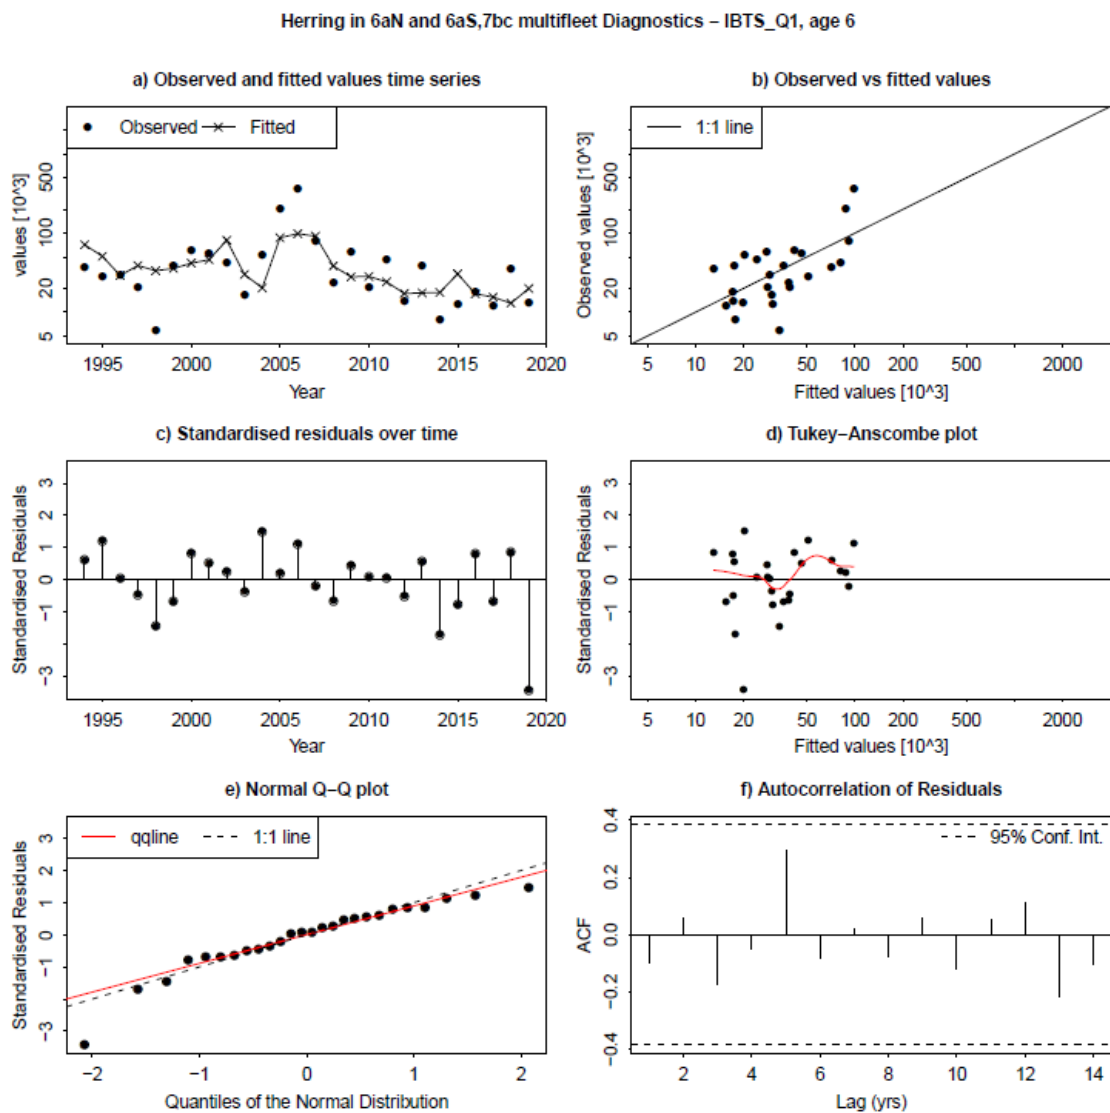 Herring in 6aN and 6aS,7bc multifleet Diagnostics − IBTS_Q1, age 6
a) Observed and fitted values time series
Observed Fitted
values [10^3]
500
100
20
5
1995 2000 2005 2010 2015 2020
Year
b) Observed vs fitted values
1:1 line
Observed values [10^3]
500
100
20
5
5 10 20 50 100 200 500 2000
Fitted values [10^3]
c) Standardised residuals over time
Standardised Residuals
3
2
1
0
−1
−3
1995 2000 2005 2010 2015 2020
Year
d) Tukey−Anscombe plot
Standardised Residuals
3
2
1
0
−1
−3
5 10 20 50 100 200 500 2000
Fitted values [10^3]
e) Normal Q−Q plot
qqline 1:1 line
Standardised Residuals
3
2
1
0
−1
−3
−2 −1 0 1 2
Quantiles of the Normal Distribution
f) Autocorrelation of Residuals
95% Conf. Int.
ACF
0.4
0.2
0.0
−0.2
−0.4
2 4 6 8 10 12 14
Lag (yrs)